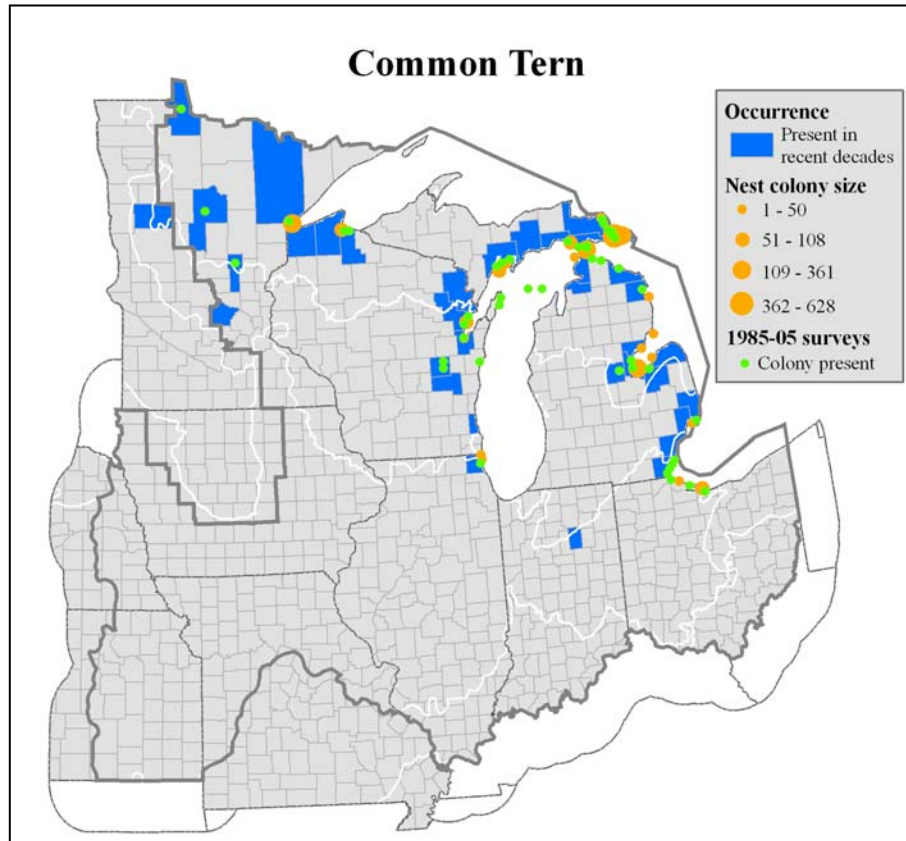 Common Tern
Occurrence
Present in
recent decades
Nest colony size
1 - 50
51 - 108
109 - 361
362 - 628
1985-05 surveys
Colony present